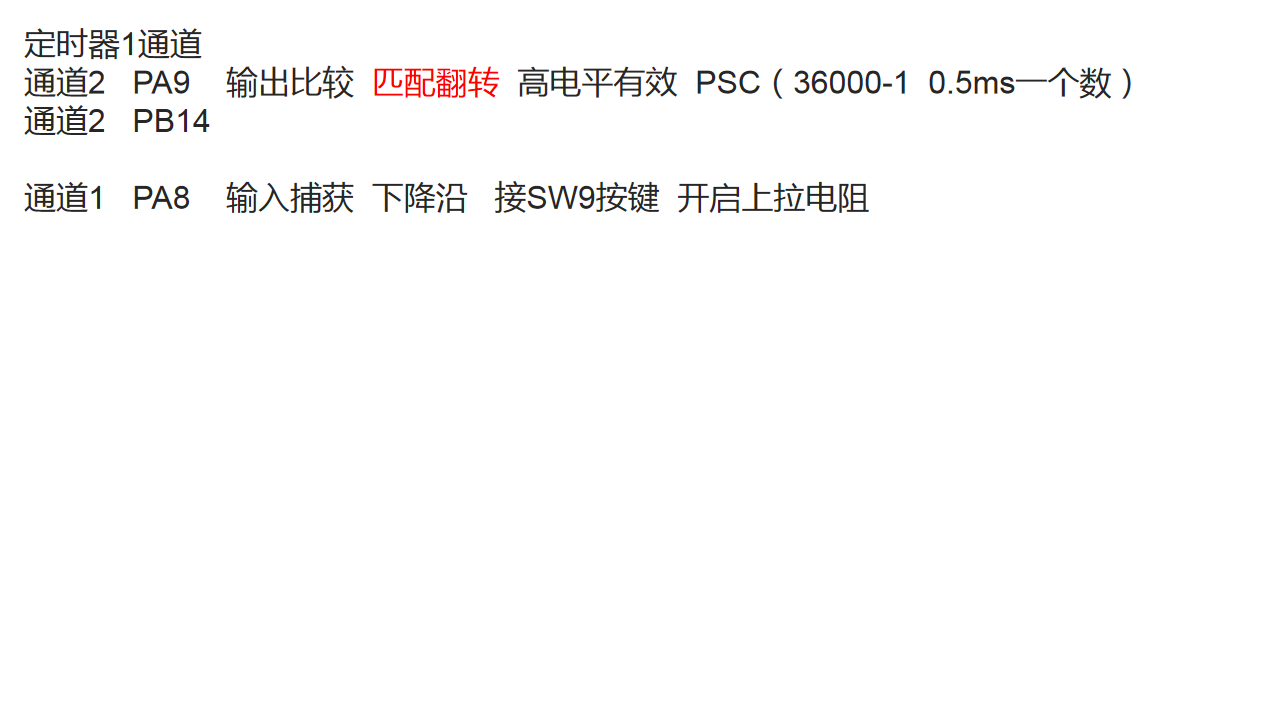 定时器1通道
通道2 PA9 输出比较 匹配翻转 高电平有效 PSC（36000-1 0.5ms一个数）
通道2 PB14
通道1 PA8 输入捕获 下降沿 接SW9按键 开启上拉电阻